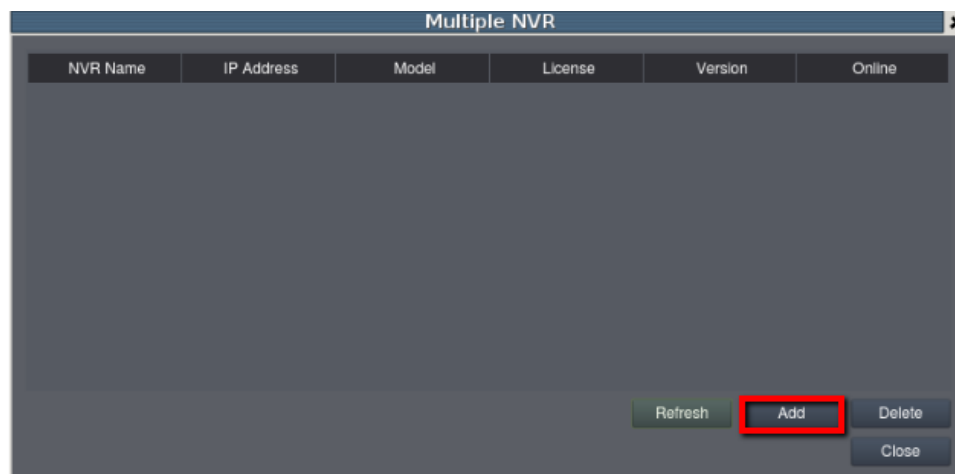 Multiple NVR
NVR Name IP Address Model License Version Online
Refresh Add Delete
Close